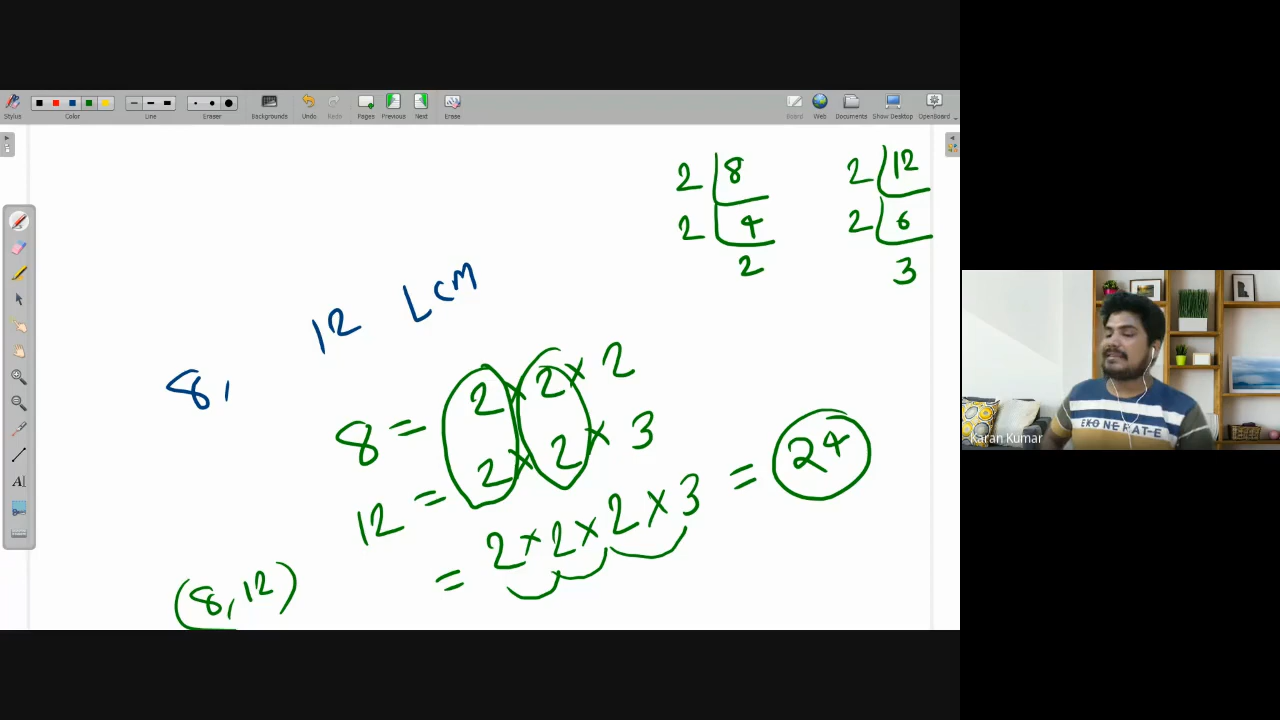 Stylus Color Line Eraser Backgrounds Undo Redo Pages Previous Next Erase Board Web Documents Show Desktop OpenBoard
2 8 2 12
2 4 2 6
2 3
8, 12 LCM
8 = 2 × 2 × 2
12 = 2 × 2 × 3
= 2 × 2 × 2 × 3 = 24
(8, 12)
Karan Kumar